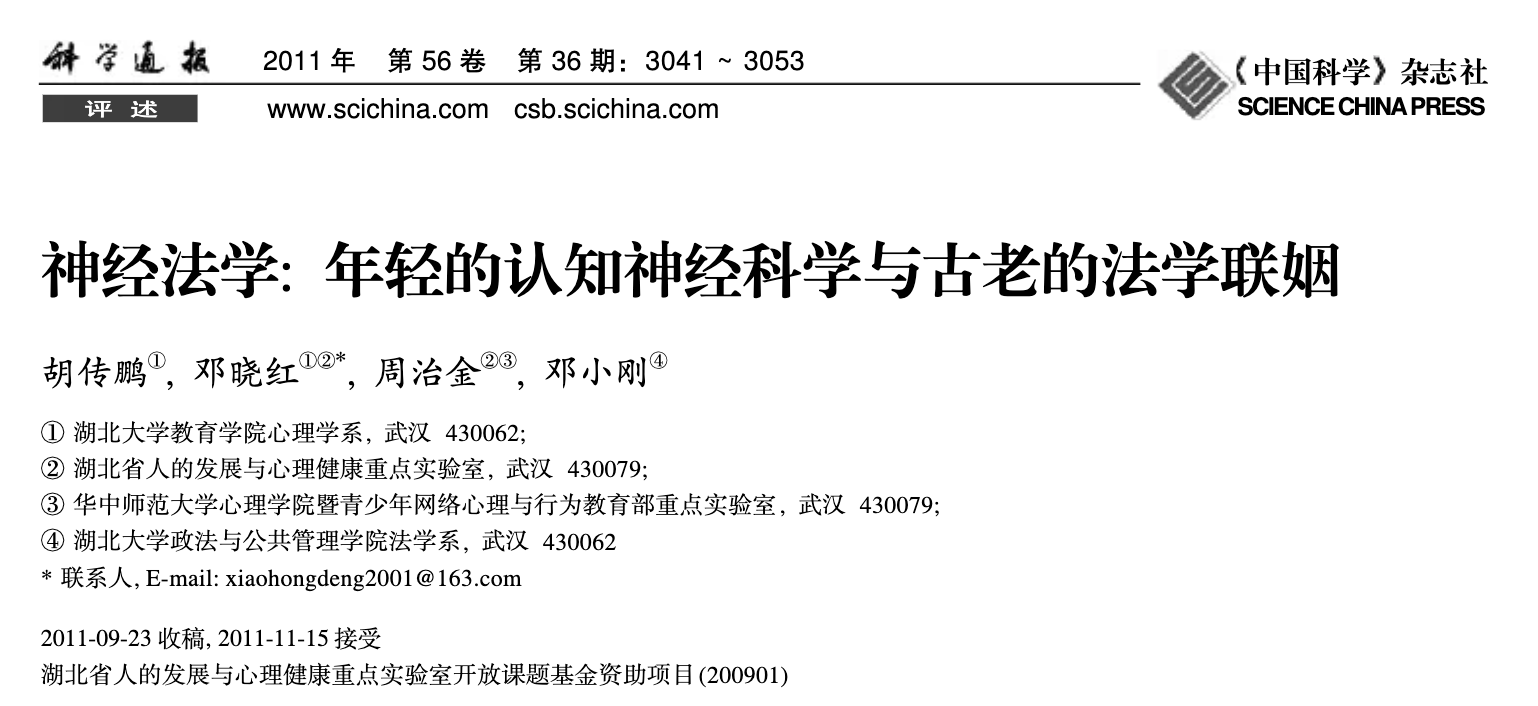 科学通报 2011 年 第 56 卷 第 36 期: 3041 ~ 3053
《中国科学》杂志社
SCIENCE CHINA PRESS
评述 www.scichina.com csb.scichina.com
神经法学: 年轻的认知神经科学与古老的法学联姻
胡传鹏①, 邓晓红①②*, 周治金②③, 邓小刚④
① 湖北大学教育学院心理学系, 武汉 430062;
② 湖北省人的发展与心理健康重点实验室, 武汉 430079;
③ 华中师范大学心理学院暨青少年网络心理与行为教育部重点实验室, 武汉 430079;
④ 湖北大学政法与公共管理学院法学系, 武汉 430062
* 联系人, E-mail: xiaohongdeng2001@163.com
2011-09-23 收稿, 2011-11-15 接受
湖北省人的发展与心理健康重点实验室开放课题基金资助项目(200901)